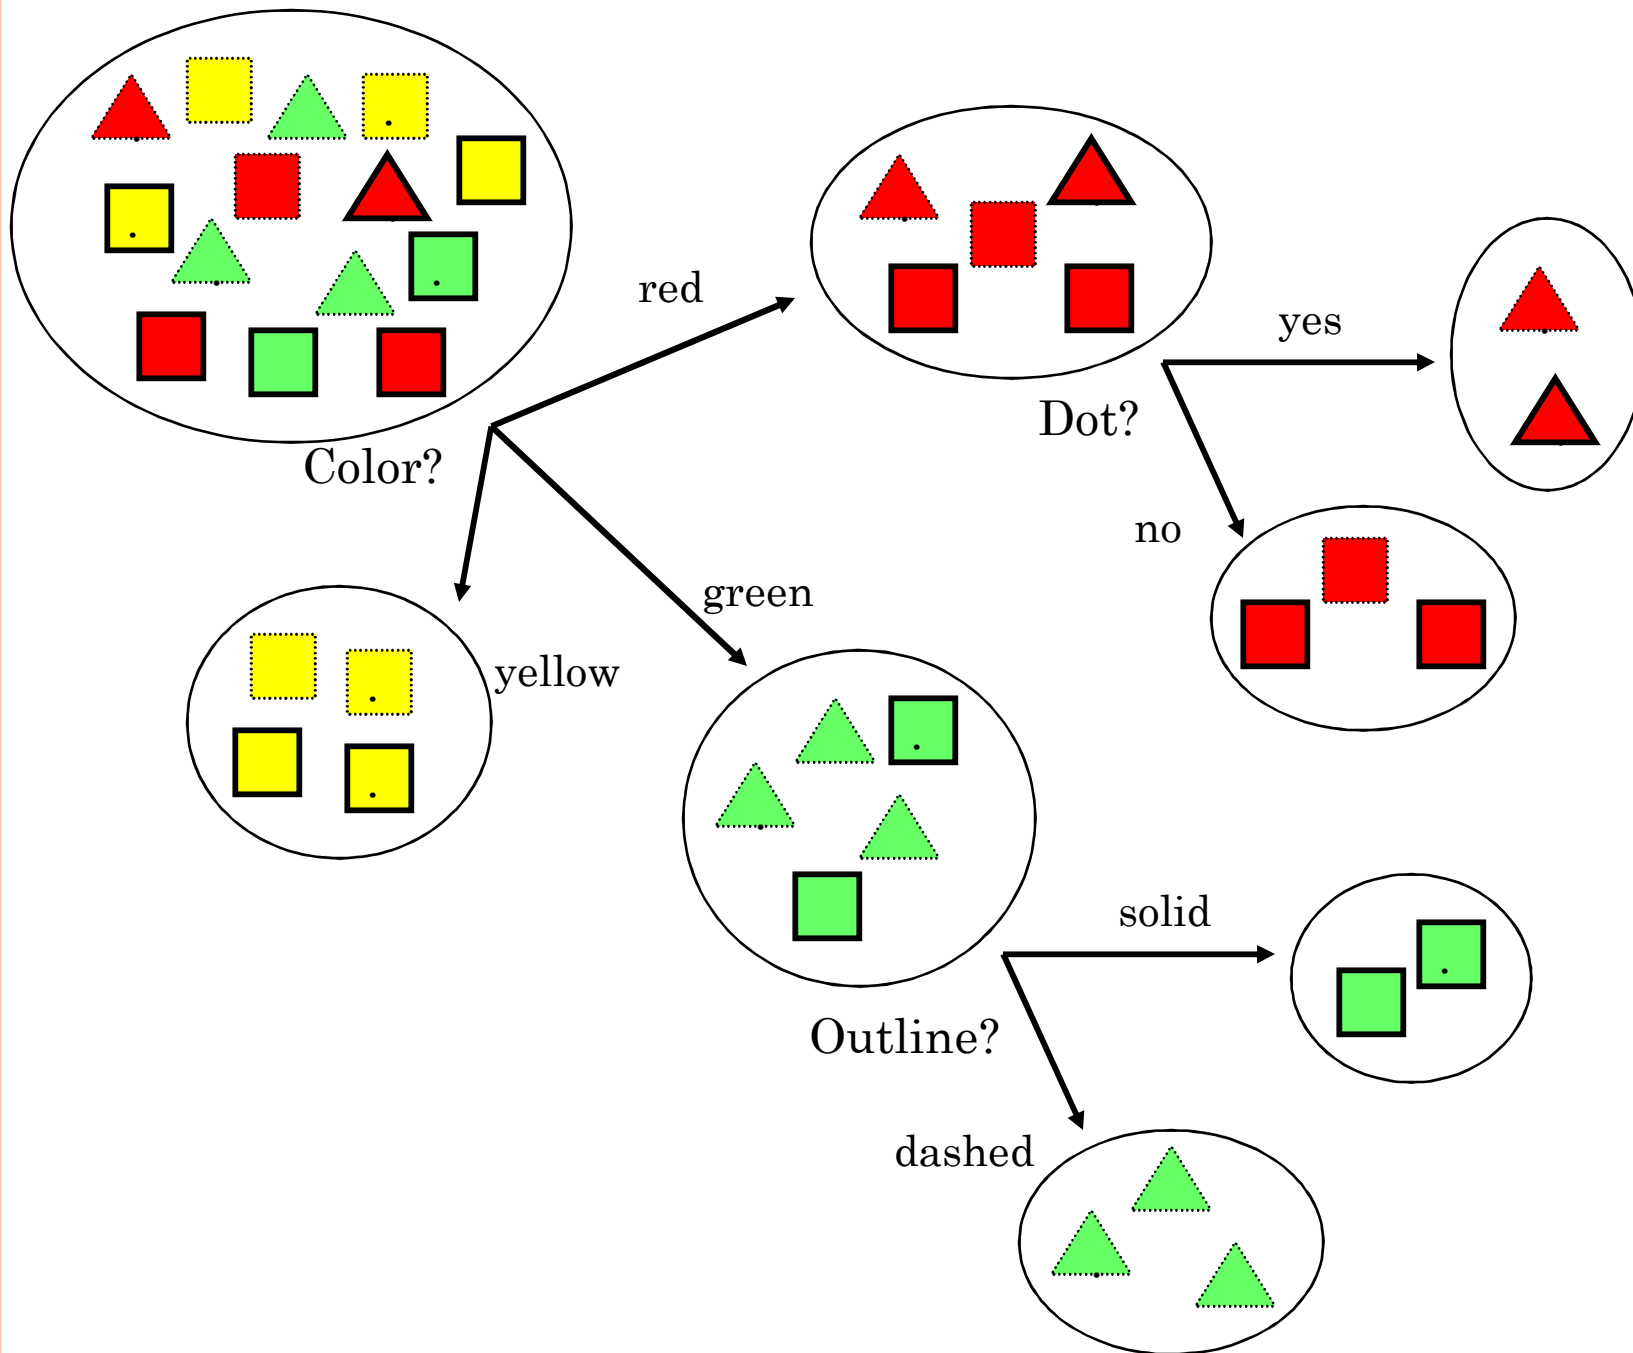 red
yes
Dot?
Color?
no
green
yellow
solid
Outline?
dashed